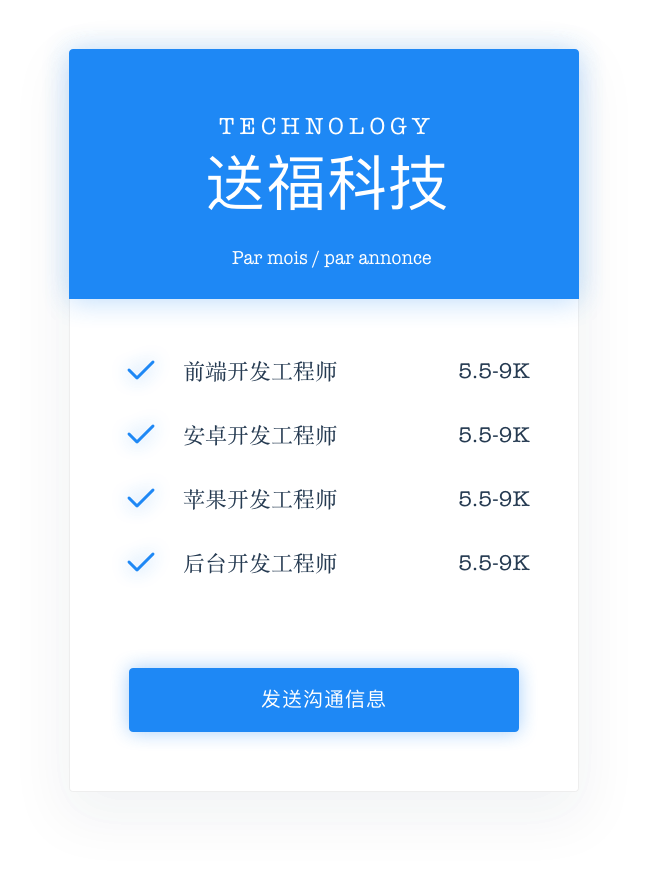 TECHNOLOGY
送福科技
Par mois / par annonce
前端开发工程师 5.5-9K
安卓开发工程师 5.5-9K
苹果开发工程师 5.5-9K
后台开发工程师 5.5-9K
发送沟通信息